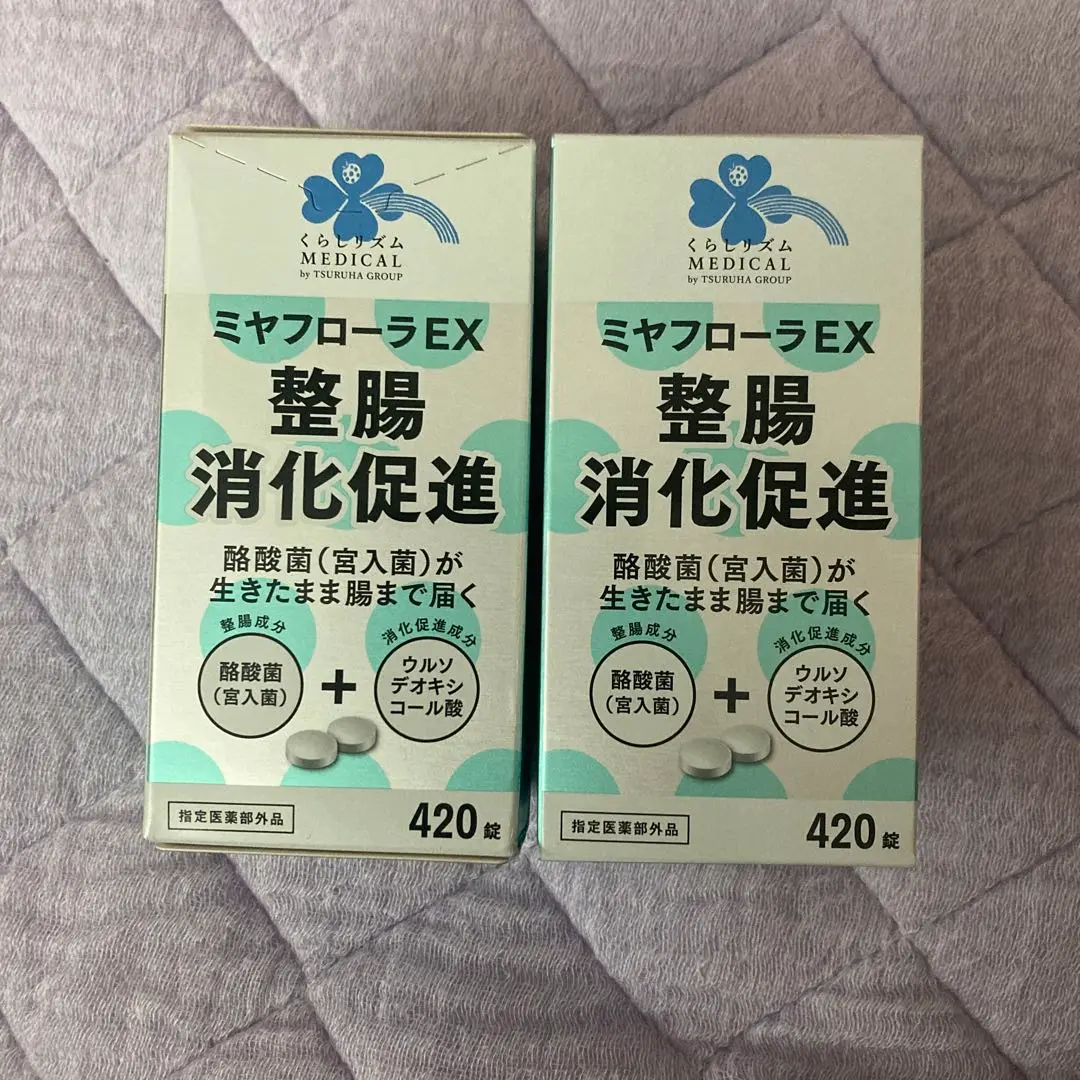 くらしリズム
MEDICAL
by TSURUHA GROUP
ミヤフローラEX
整腸
消化促進
酪酸菌(宮入菌)が
生きたまま腸まで届く
整腸成分
酪酸菌
(宮入菌)
+
消化促進成分
ウルソ
デオキシ
コール酸
指定医薬部外品
420錠
くらしリズム
MEDICAL
by TSURUHA GROUP
ミヤフローラEX
整腸
消化促進
酪酸菌(宮入菌)が
生きたまま腸まで届く
整腸成分
酪酸菌
(宮入菌)
+
消化促進成分
ウルソ
デオキシ
コール酸
指定医薬部外品
420錠